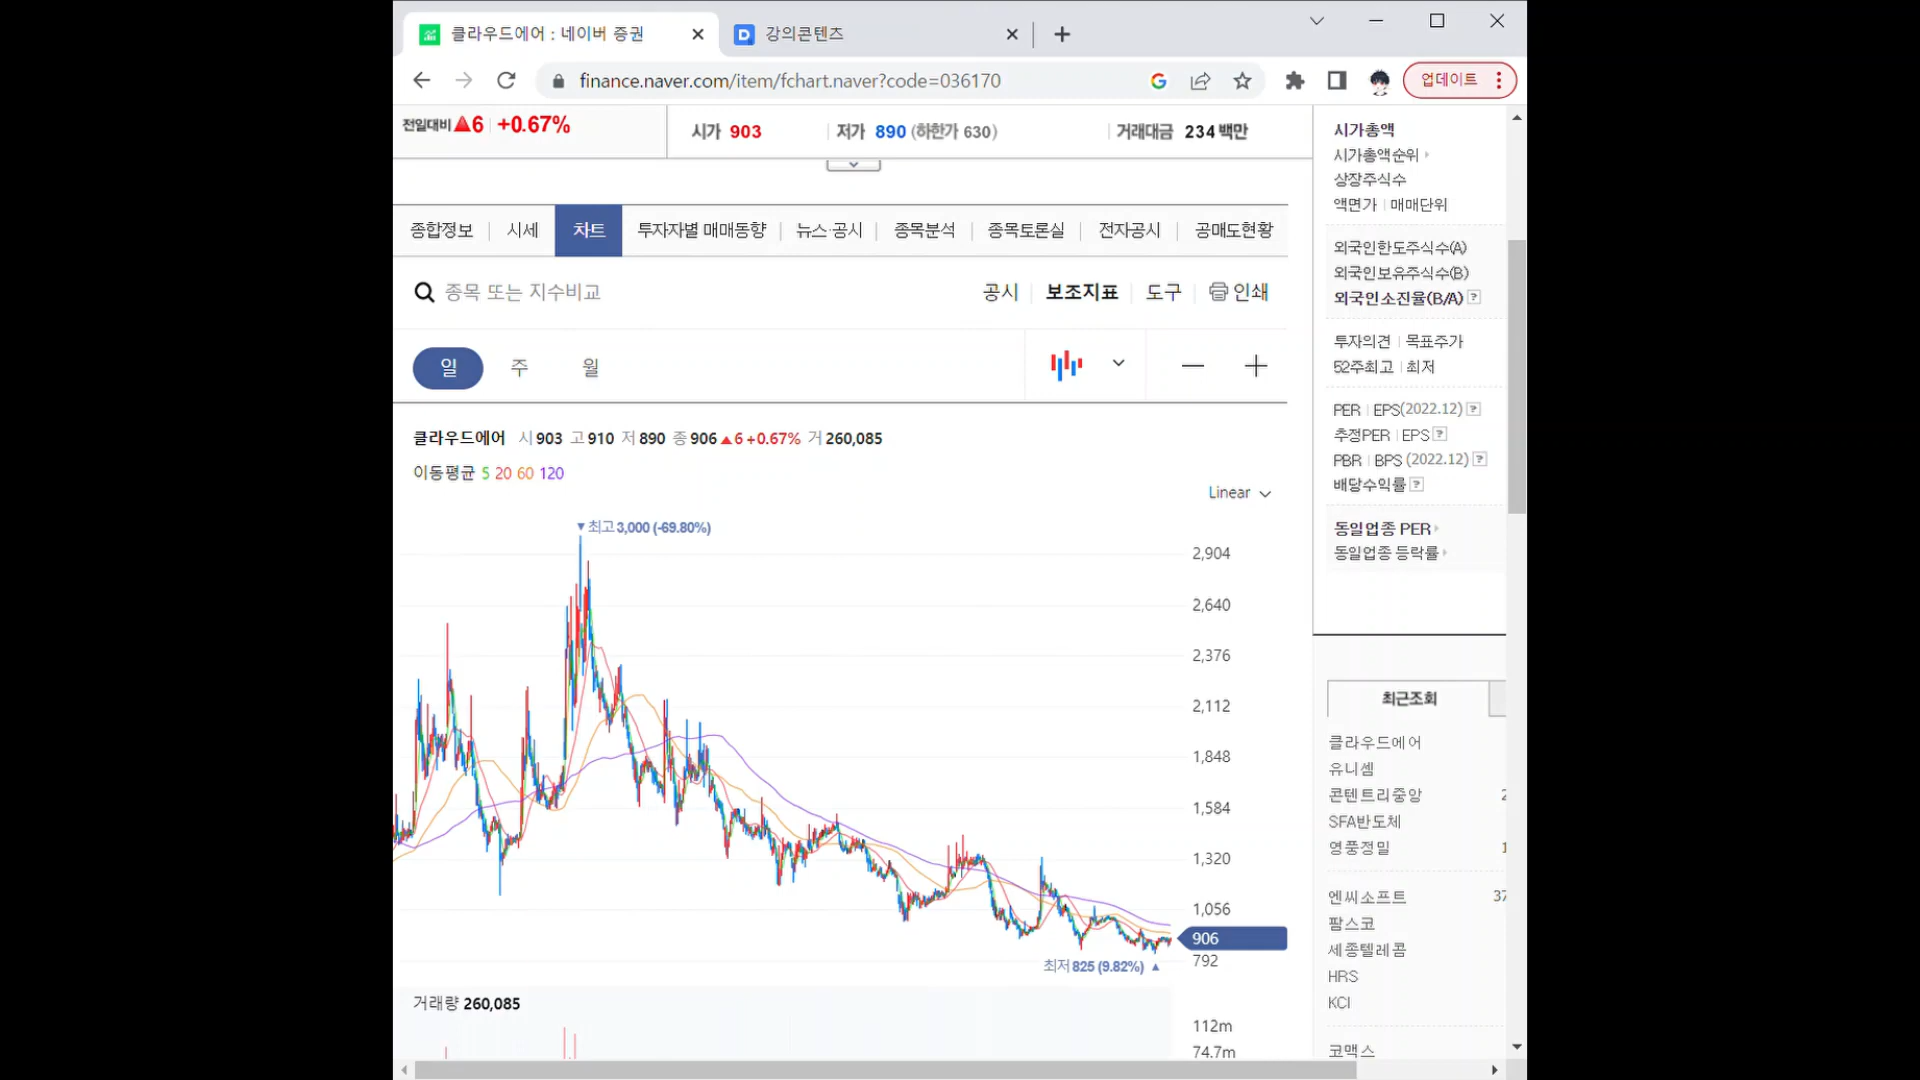 클라우드에어 : 네이버 증권
강의콘텐츠
finance.naver.com/item/fchart.naver?code=036170
업데이트
전일대비 ▲6 +0.67%
시가 903
저가 890 (하한가 630)
거래대금 234 백만
종합정보 시세 차트 투자자별 매매동향 뉴스·공시 종목분석 종목토론실 전자공시 공매도현황
종목 또는 지수비교
공시 보조지표 도구 인쇄
일 주 월
클라우드에어 시 903 고 910 저 890 종 906 ▲6 +0.67% 거 260,085
이동평균 5 20 60 120
Linear
▼최고 3,000 (-69.80%)
2,904
2,640
2,376
2,112
1,848
1,584
1,320
1,056
906
792
최저 825 (9.82%) ▲
거래량 260,085
112m
74.7m
시가총액
시가총액순위
상장주식수
액면가 매매단위
외국인한도주식수(A)
외국인보유주식수(B)
외국인소진율(B/A) ?
투자의견 목표주가
52주최고 최저
PER EPS(2022.12) ?
추정PER EPS ?
PBR BPS (2022.12) ?
배당수익률 ?
동일업종 PER
동일업종 등락률
최근조회
클라우드에어
유니셈
콘텐트리중앙 2
SFA반도체
영풍정밀 1
엔씨소프트 37
팜스코
세종텔레콤
HRS
KCI
코맥스